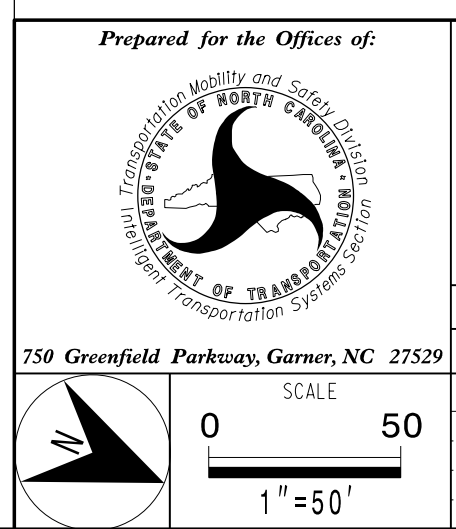 Prepared for the Offices of:
Transportation Mobility and Safety Division
STATE OF NORTH CAROLINA
DEPARTMENT OF TRANSPORTATION
Intelligent Transportation Systems Section
750 Greenfield Parkway, Garner, NC 27529
N
SCALE
0 50
1"=50'